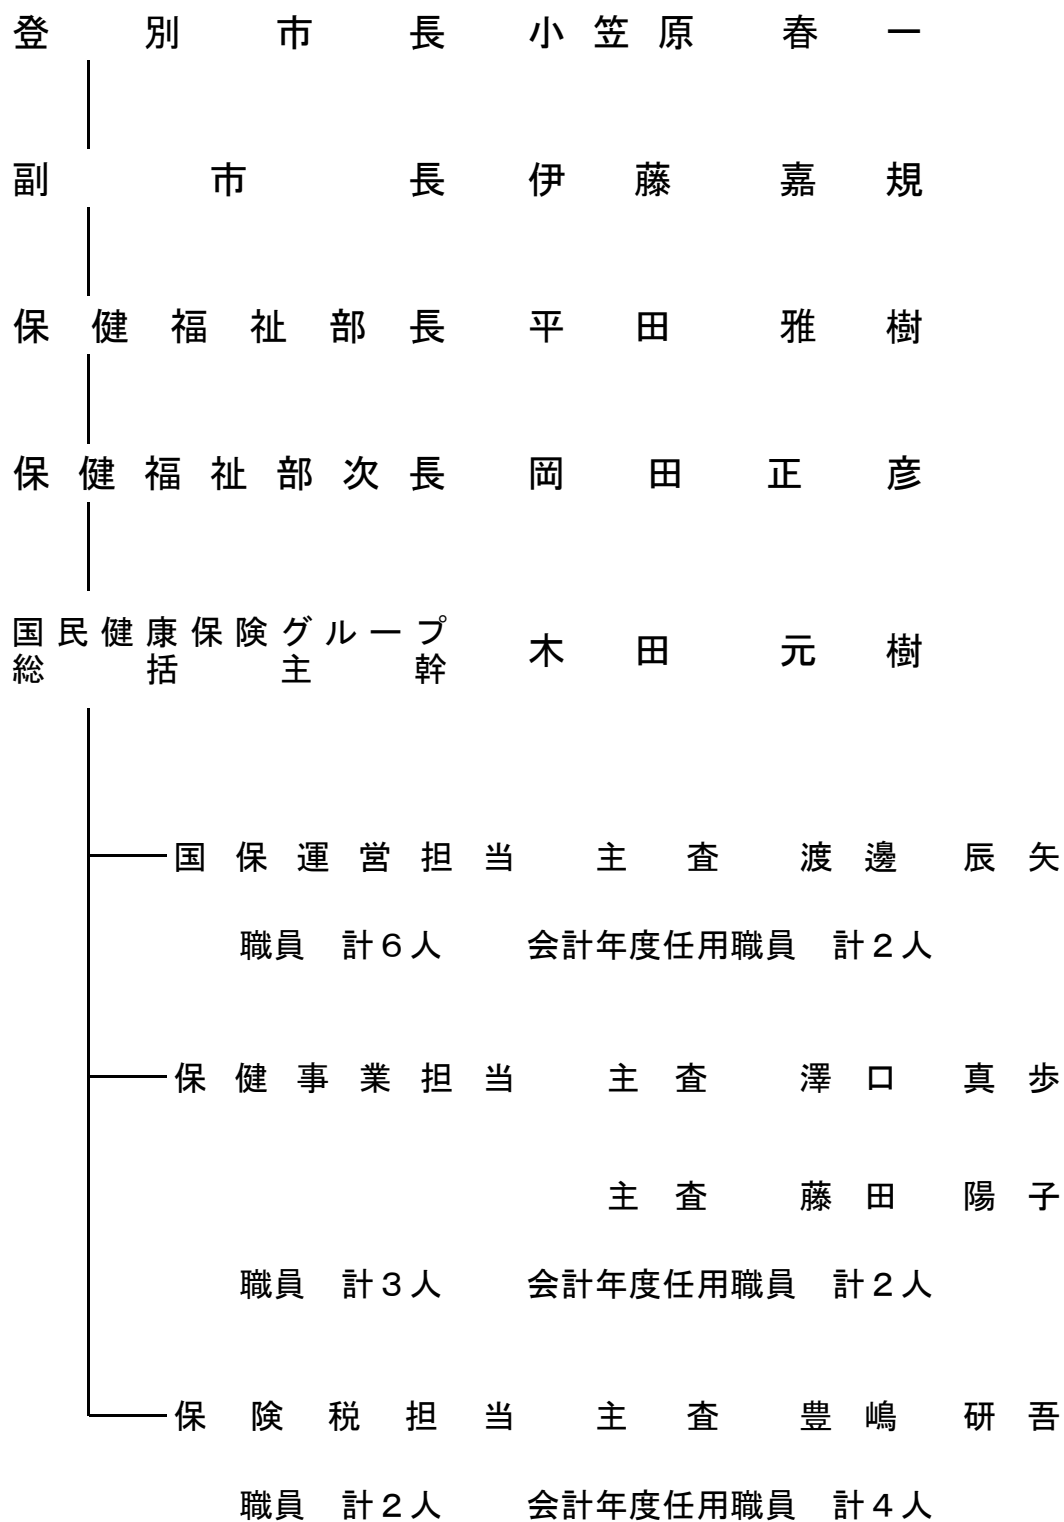 登別市長 小笠原 春一
副市長 伊藤 嘉規
保健福祉部長 平田 雅樹
保健福祉部次長 岡田正彦
国民健康保険グループ
総括主幹 木田 元樹
国保運営担当 主査 渡邊 辰矢
職員 計6人 会計年度任用職員 計2人
保健事業担当 主査 澤口 真歩
主査 藤田 陽子
職員 計3人 会計年度任用職員 計2人
保険税担当 主査 豊嶋 研吾
職員 計2人 会計年度任用職員 計4人